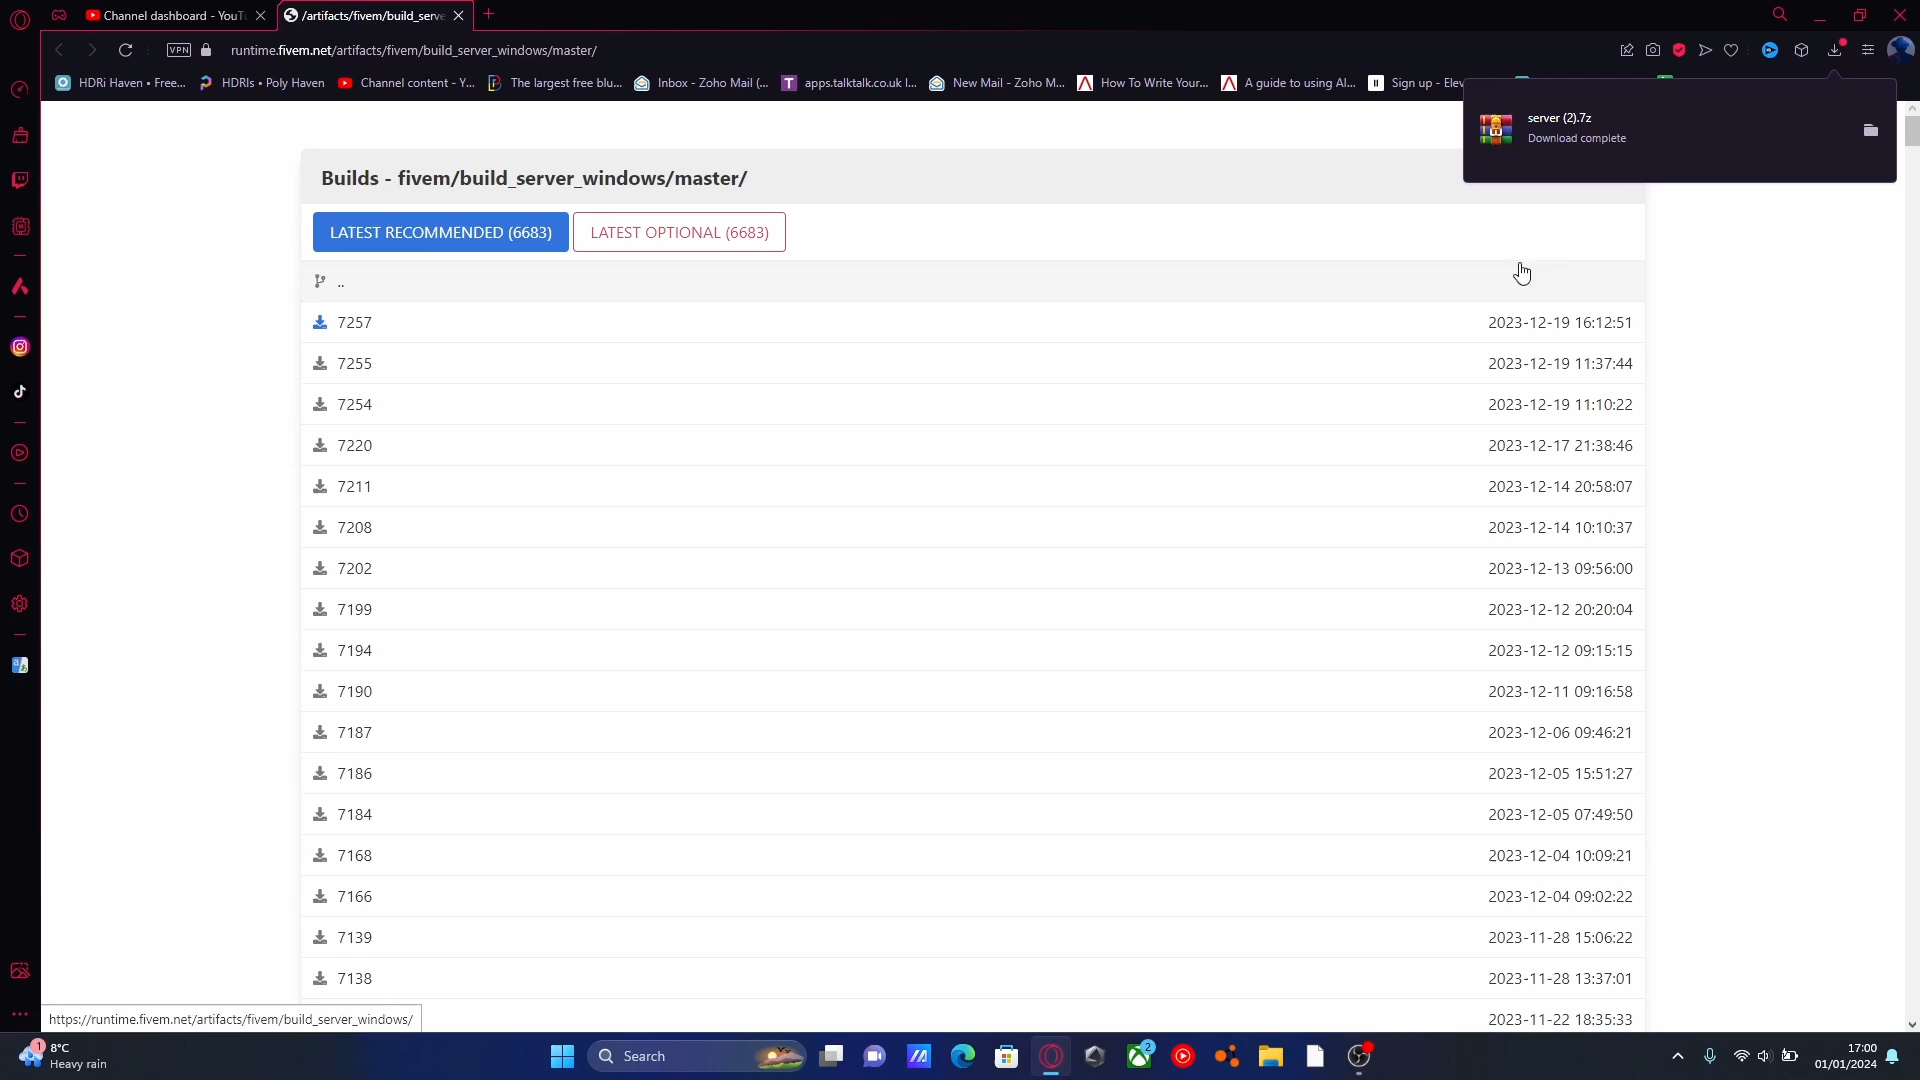 Channel dashboard - YouTu
/artifacts/fivem/build_serve
VPN
runtime.fivem.net/artifacts/fivem/build_server_windows/master/
HDRi Haven • Free...
HDRIs • Poly Haven
Channel content - Y...
The largest free blu...
Inbox - Zoho Mail (...
apps.talktalk.co.uk l...
New Mail - Zoho M...
How To Write Your...
A guide to using AI...
Sign up - Elev
server (2).7z
Download complete
Builds - fivem/build_server_windows/master/
LATEST RECOMMENDED (6683)
LATEST OPTIONAL (6683)
..
7257 2023-12-19 16:12:51
7255 2023-12-19 11:37:44
7254 2023-12-19 11:10:22
7220 2023-12-17 21:38:46
7211 2023-12-14 20:58:07
7208 2023-12-14 10:10:37
7202 2023-12-13 09:56:00
7199 2023-12-12 20:20:04
7194 2023-12-12 09:15:15
7190 2023-12-11 09:16:58
7187 2023-12-06 09:46:21
7186 2023-12-05 15:51:27
7184 2023-12-05 07:49:50
7168 2023-12-04 10:09:21
7166 2023-12-04 09:02:22
7139 2023-11-28 15:06:22
7138 2023-11-28 13:37:01
2023-11-22 18:35:33
https://runtime.fivem.net/artifacts/fivem/build_server_windows/
1
8°C
Heavy rain
Search
2
17:00
01/01/2024